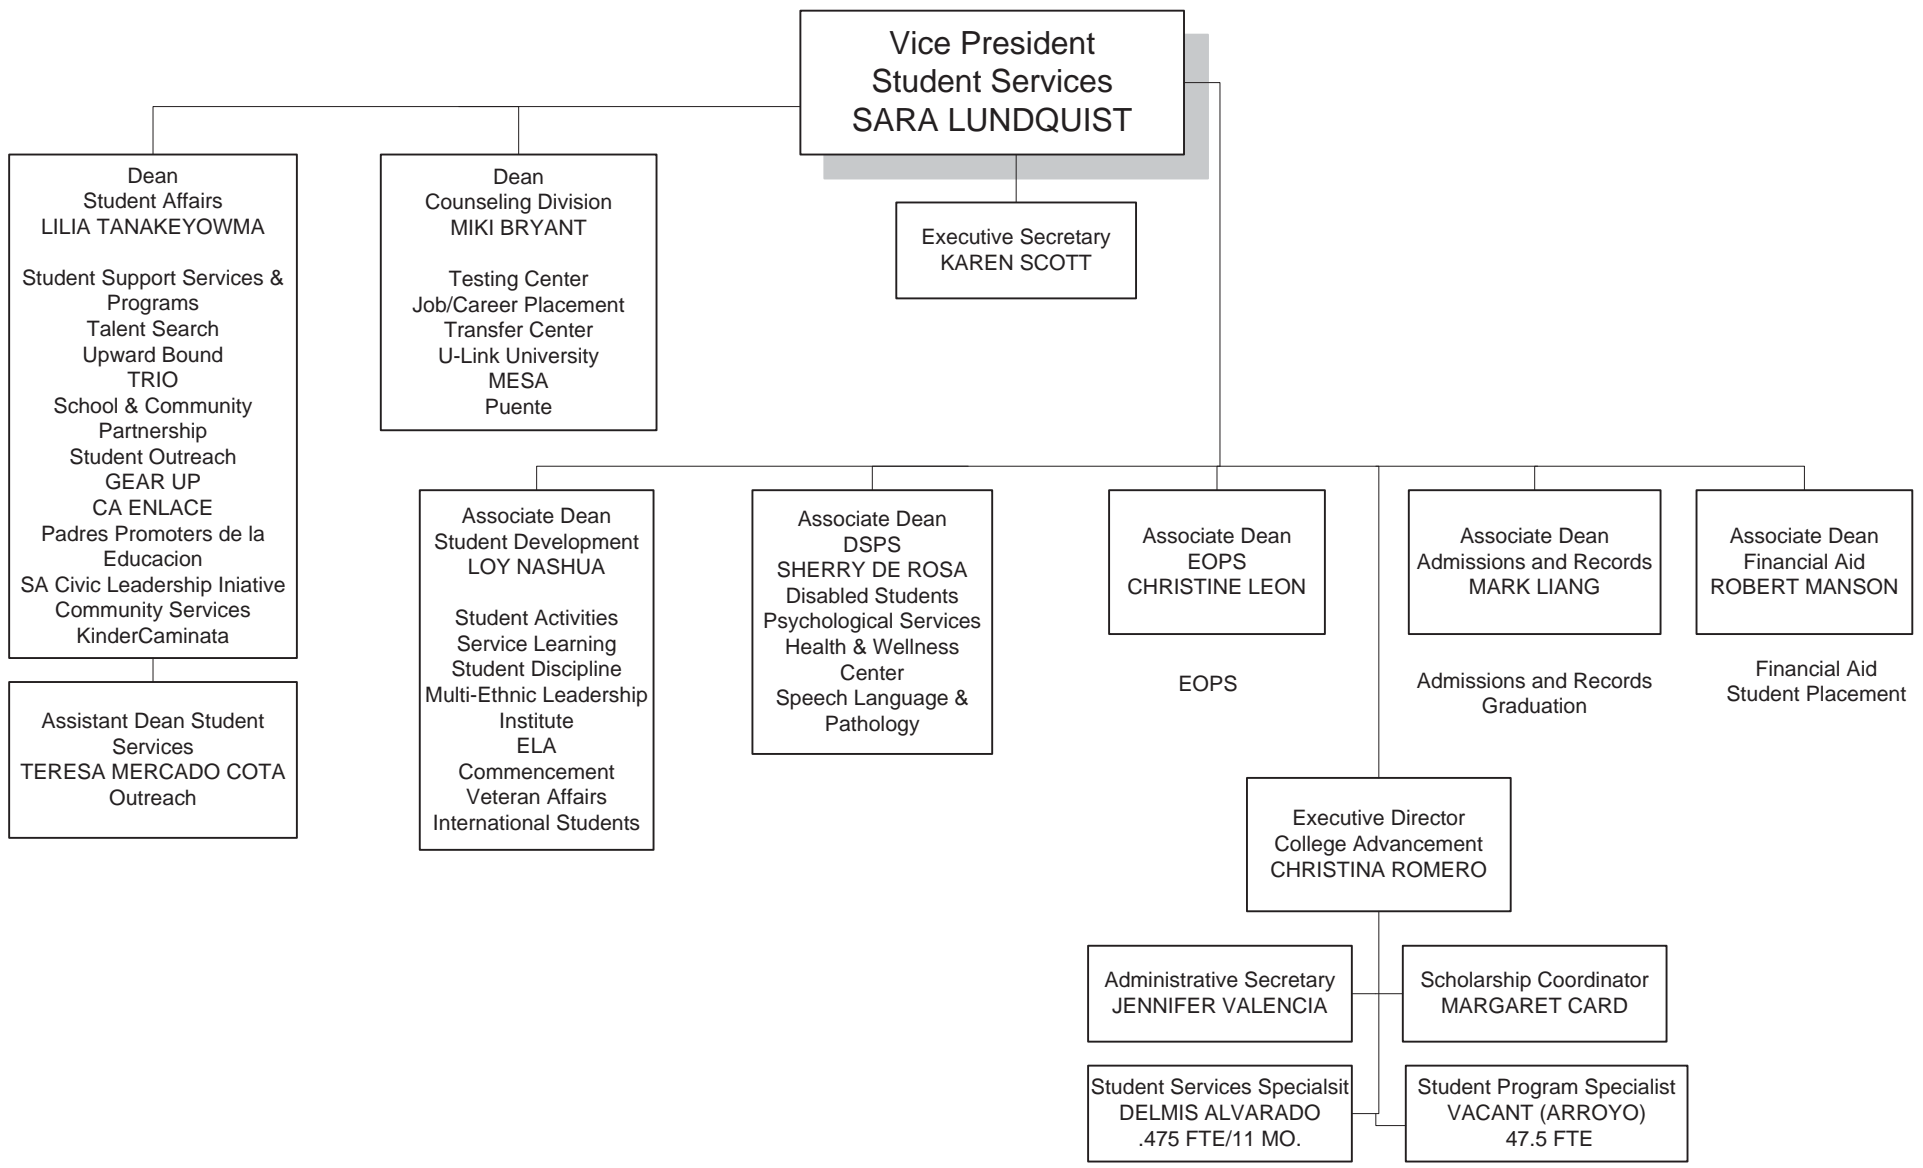 Vice President
Student Services
SARA LUNDQUIST
Dean
Student Affairs
LILIA TANAKEYOWMA
Student Support Services &
Programs
Talent Search
Upward Bound
TRIO
School & Community
Partnership
Student Outreach
GEAR UP
CA ENLACE
Padres Promoters de la
Educacion
SA Civic Leadership Iniative
Community Services
KinderCaminata
Dean
Counseling Division
MIKI BRYANT
Testing Center
Job/Career Placement
Transfer Center
U-Link University
MESA
Puente
Executive Secretary
KAREN SCOTT
Assistant Dean Student
Services
TERESA MERCADO COTA
Outreach
Associate Dean
Student Development
LOY NASHUA
Student Activities
Service Learning
Student Discipline
Multi-Ethnic Leadership
Institute
ELA
Commencement
Veteran Affairs
International Students
Associate Dean
DSPS
SHERRY DE ROSA
Disabled Students
Psychological Services
Health & Wellness
Center
Speech Language &
Pathology
Associate Dean
EOPS
CHRISTINE LEON
EOPS
Associate Dean
Admissions and Records
MARK LIANG
Admissions and Records
Graduation
Associate Dean
Financial Aid
ROBERT MANSON
Financial Aid
Student Placement
Executive Director
College Advancement
CHRISTINA ROMERO
Administrative Secretary
JENNIFER VALENCIA
Scholarship Coordinator
MARGARET CARD
Student Services Specialsit
DELMIS ALVARADO
.475 FTE/11 MO.
Student Program Specialist
VACANT (ARROYO)
47.5 FTE